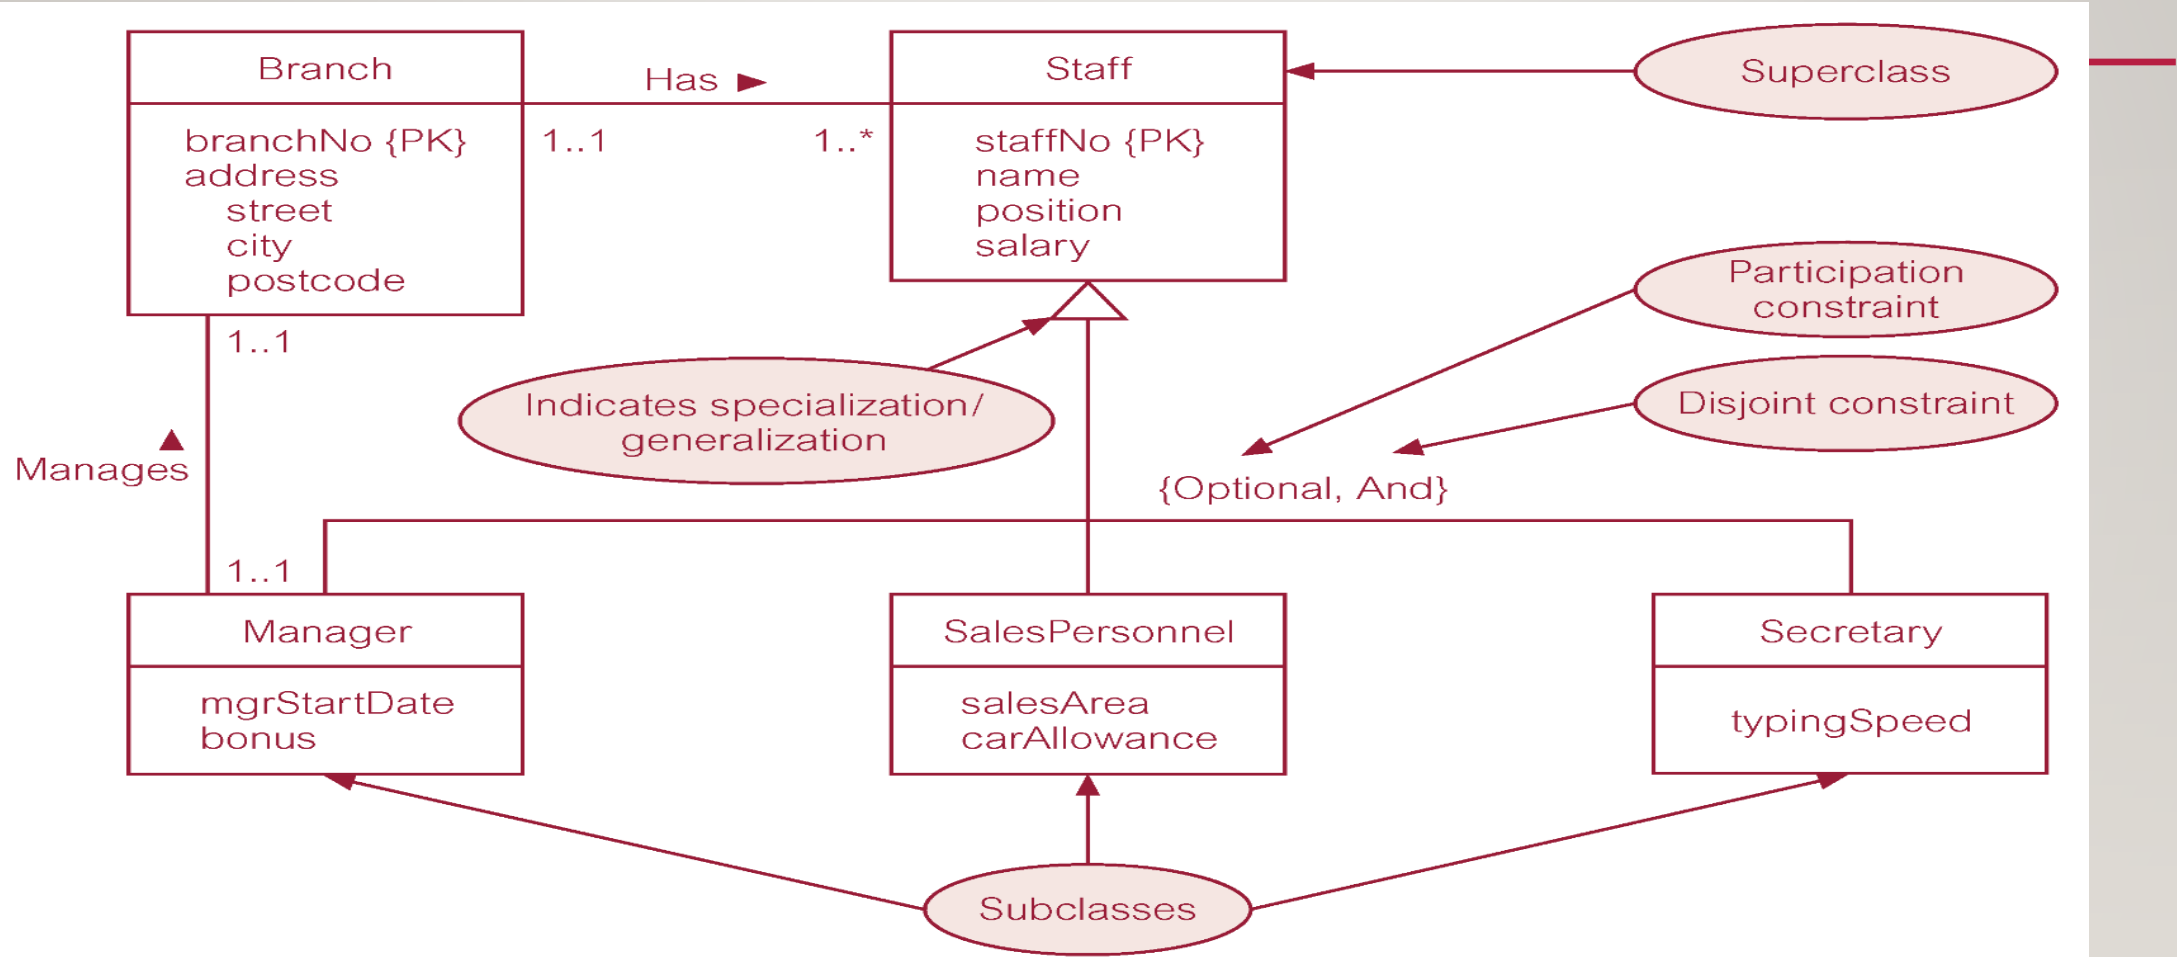 Branch
branchNo {PK}
address
street
city
postcode
Has
1..1
1..*
Staff
staffNo {PK}
name
position
salary
Superclass
Participation
constraint
Disjoint constraint
Indicates specialization/
generalization
{Optional, And}
1..1
Manages
1..1
Manager
mgrStartDate
bonus
SalesPersonnel
salesArea
carAllowance
Secretary
typingSpeed
Subclasses